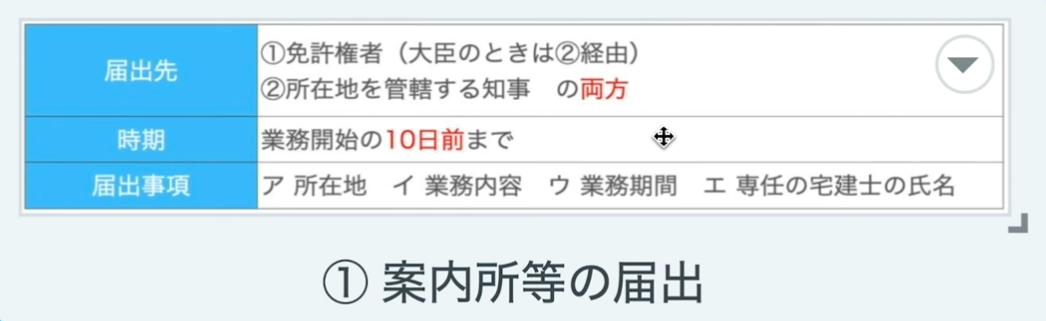 届出先
①免許権者（大臣のときは②経由）
②所在地を管轄する知事　の両方
時期
業務開始の10日前まで
届出事項
ア 所在地　イ 業務内容　ウ 業務期間　エ 専任の宅建士の氏名
① 案内所等の届出